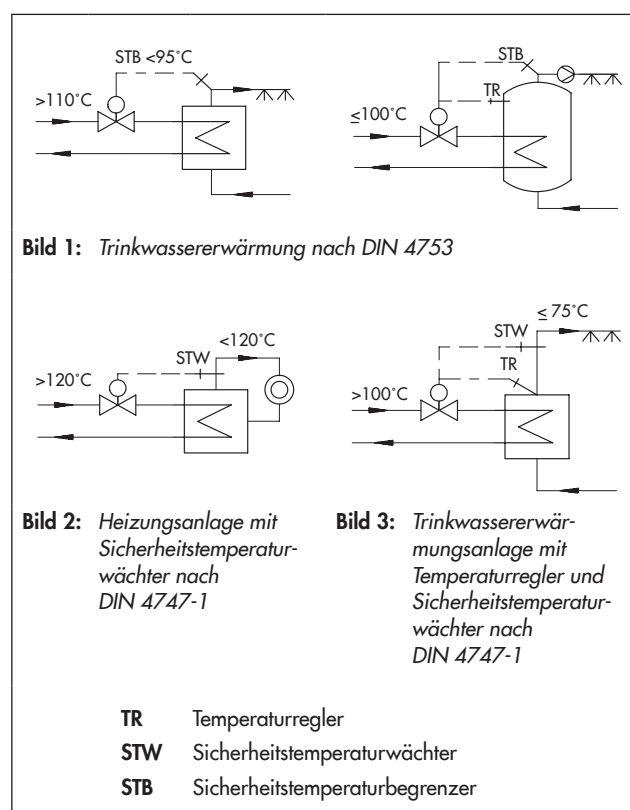 STB <95°C
>110°C
STB
TR
≤100°C
Bild 1: Trinkwassererwärmung nach DIN 4753
<120°C
STW
>120°C
≤ 75°C
STW
TR
>100°C
Bild 2: Heizungsanlage mit
Sicherheitstemperatur-
wächter nach
DIN 4747-1
Bild 3: Trinkwassererwär-
mungsanlage mit
Temperaturregler und
Sicherheitstemperatur-
wächter nach
DIN 4747-1
TR Temperaturregler
STW Sicherheitstemperaturwächter
STB Sicherheitstemperaturbegrenzer